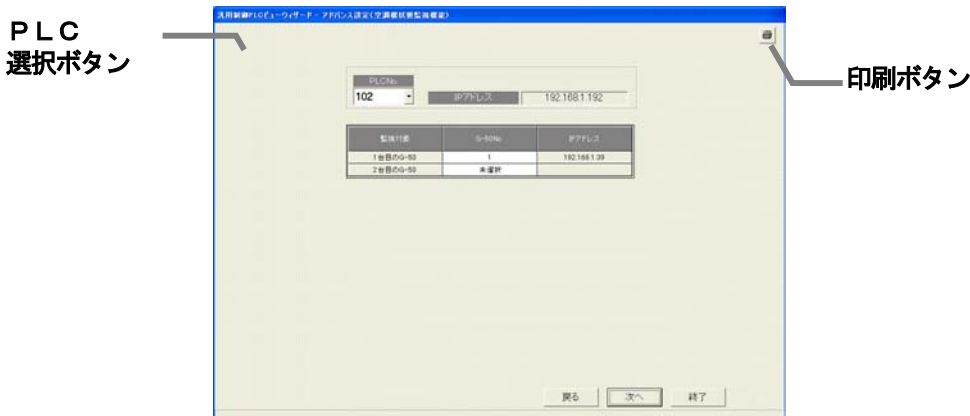 汎用制御PLCビューウィザード - アドバンス設定(空調機状態監視機能)
ＰＬＣ
選択ボタン
印刷ボタン
PLCNo
102
IPアドレス
192.168.1.192
監視対象 G-50No IPアドレス
1台目のG-50 1 192.168.1.39
2台目のG-50 未選択
戻る 次へ 終了